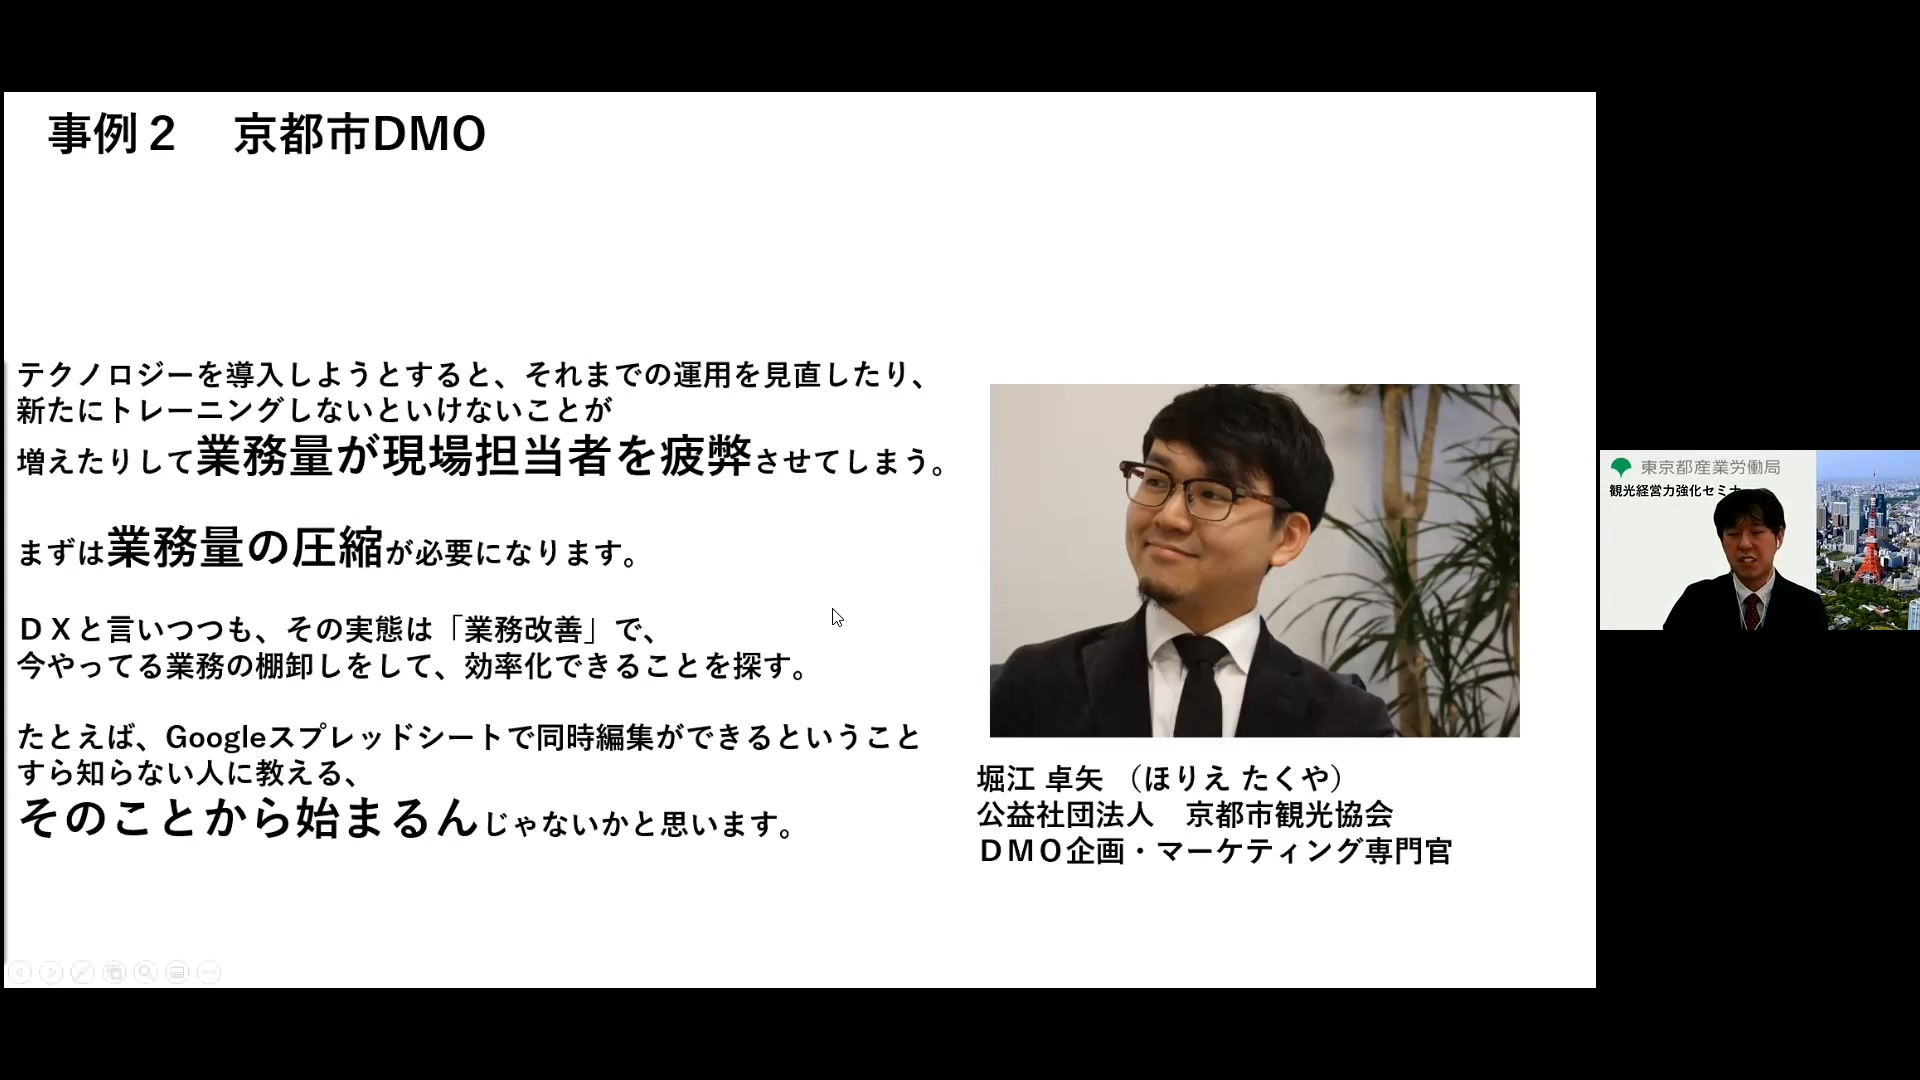 事例２　京都市DMO
テクノロジーを導入しようとすると、それまでの運用を見直したり、
新たにトレーニングしないといけないことが
増えたりして業務量が現場担当者を疲弊させてしまう。
まずは業務量の圧縮が必要になります。
ＤＸと言いつつも、その実態は「業務改善」で、
今やってる業務の棚卸しをして、効率化できることを探す。
たとえば、Googleスプレッドシートで同時編集ができるということ
すら知らない人に教える、
そのことから始まるんじゃないかと思います。
堀江 卓矢 （ほりえ たくや）
公益社団法人　京都市観光協会
ＤＭＯ企画・マーケティング専門官
東京都産業労働局
観光経営力強化セミナ